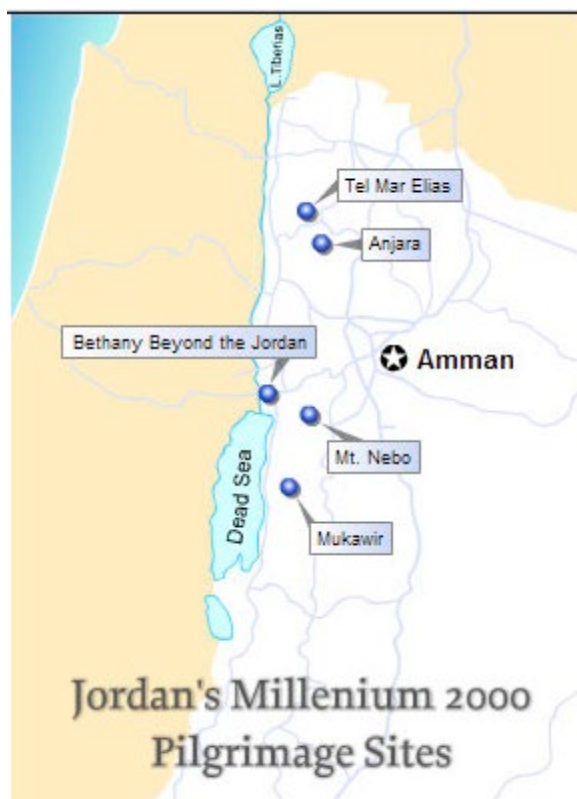 L. Tiberias
Tel Mar Elias
Anjara
Bethany Beyond the Jordan
Amman
Mt. Nebo
Dead Sea
Mukawir
Jordan's Millenium 2000
Pilgrimage Sites